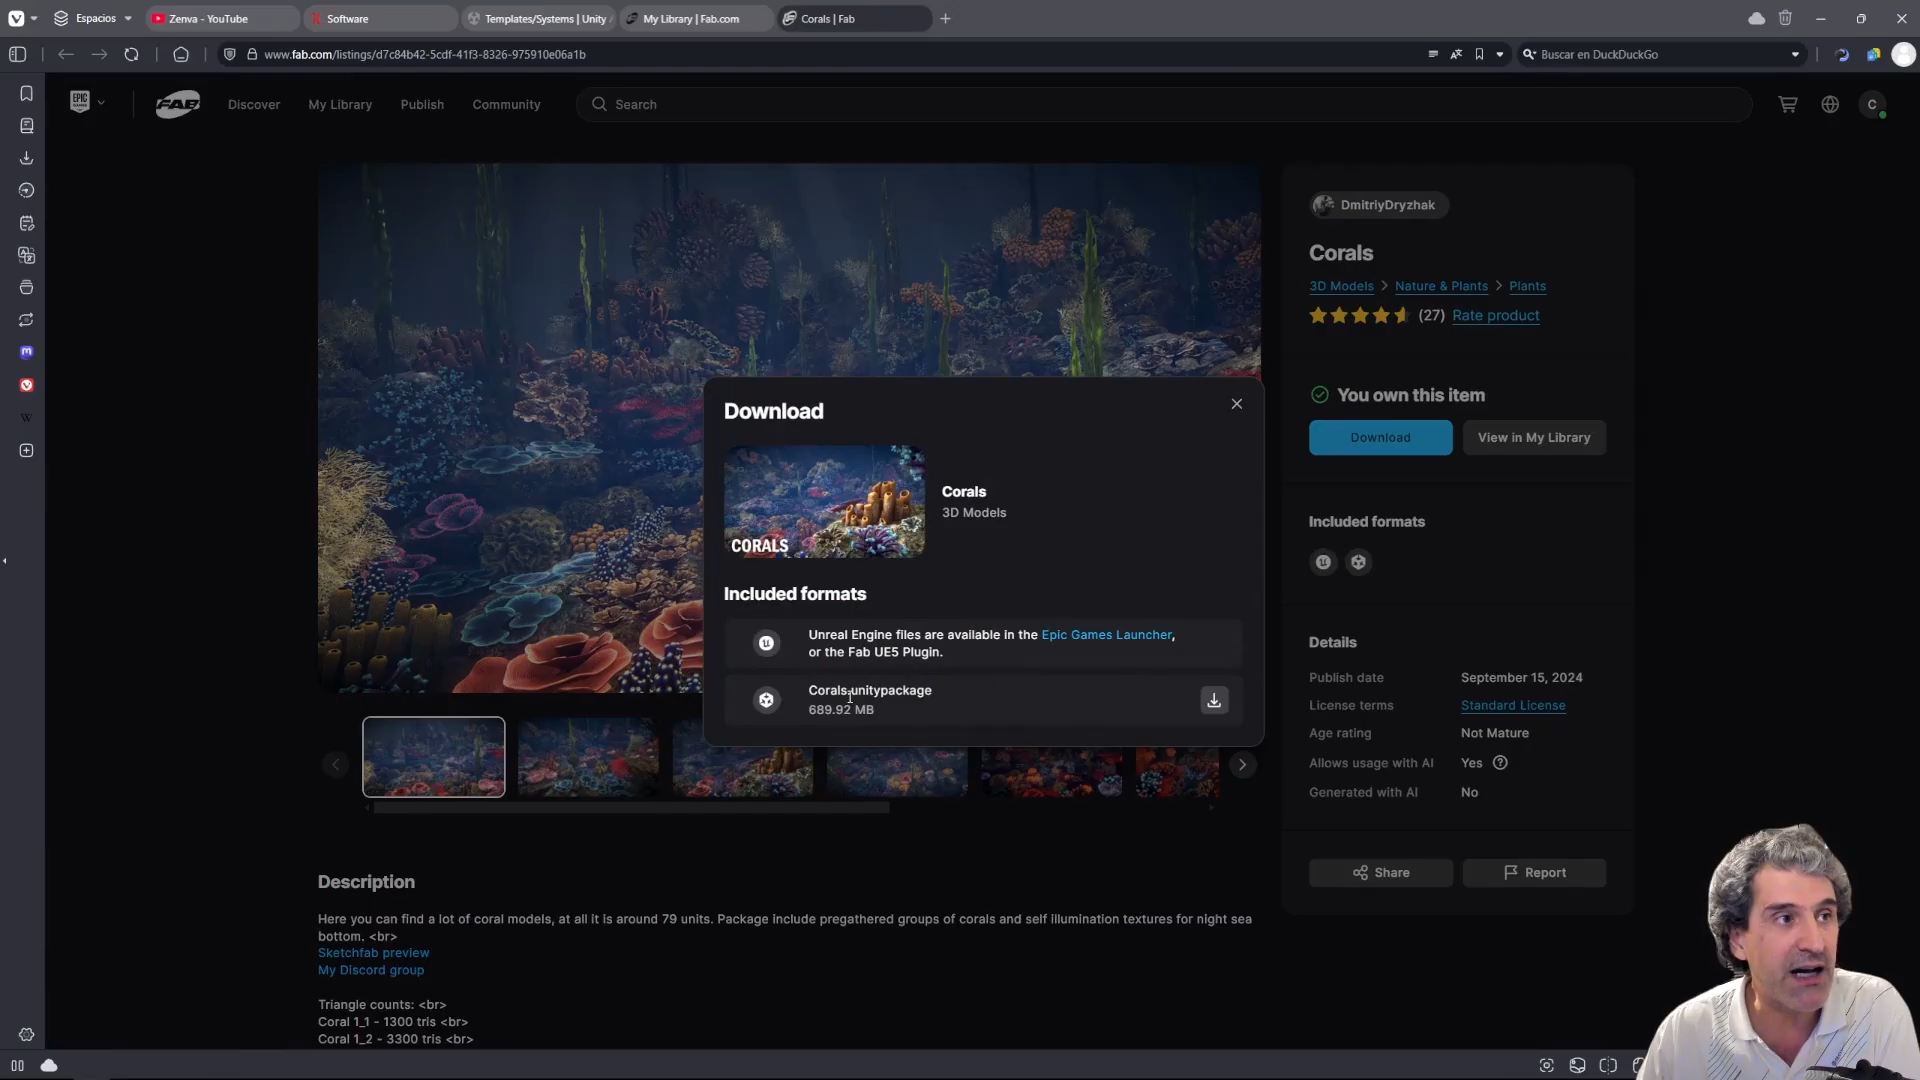 Espacios
Zenva - YouTube
Software
Templates/Systems | Unity
My Library | Fab.com
Corals | Fab
www.fab.com/listings/d7c84b42-5cdf-41f3-8326-975910e06a1b
Buscar en DuckDuckGo
EPIC GAMES
FAB
Discover
My Library
Publish
Community
Search
C
DmitriyDryzhak
Corals
3D Models > Nature & Plants > Plants
(27) Rate product
You own this item
Download
View in My Library
Included formats
Details
Publish date September 15, 2024
License terms Standard License
Age rating Not Mature
Allows usage with AI Yes
Generated with AI No
Share
Report
Download
CORALS
Corals
3D Models
Included formats
Unreal Engine files are available in the Epic Games Launcher,
or the Fab UE5 Plugin.
Corals.unitypackage
689.92 MB
Description
Here you can find a lot of coral models, at all it is around 79 units. Package include pregathered groups of corals and self illumination textures for night sea
bottom. <br>
Sketchfab preview
My Discord group
Triangle counts: <br>
Coral 1_1 - 1300 tris <br>
Coral 1_2 - 3300 tris <br>